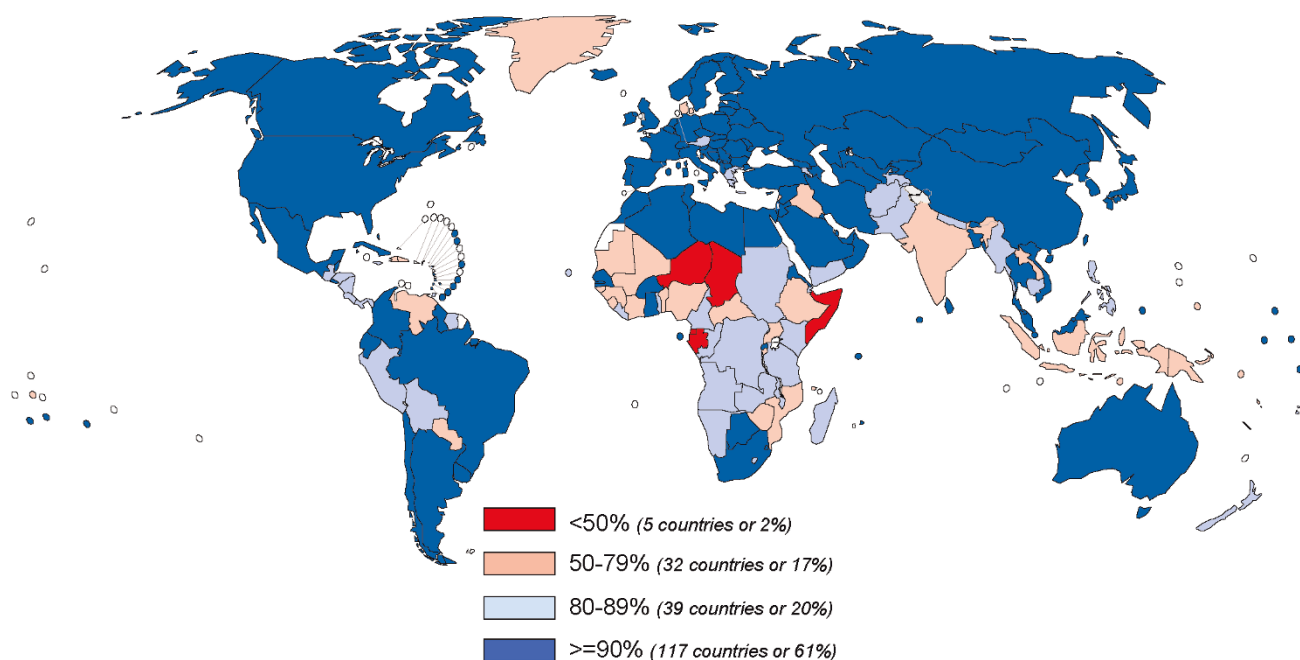 <50% (5 countries or 2%)
50-79% (32 countries or 17%)
80-89% (39 countries or 20%)
>=90% (117 countries or 61%)